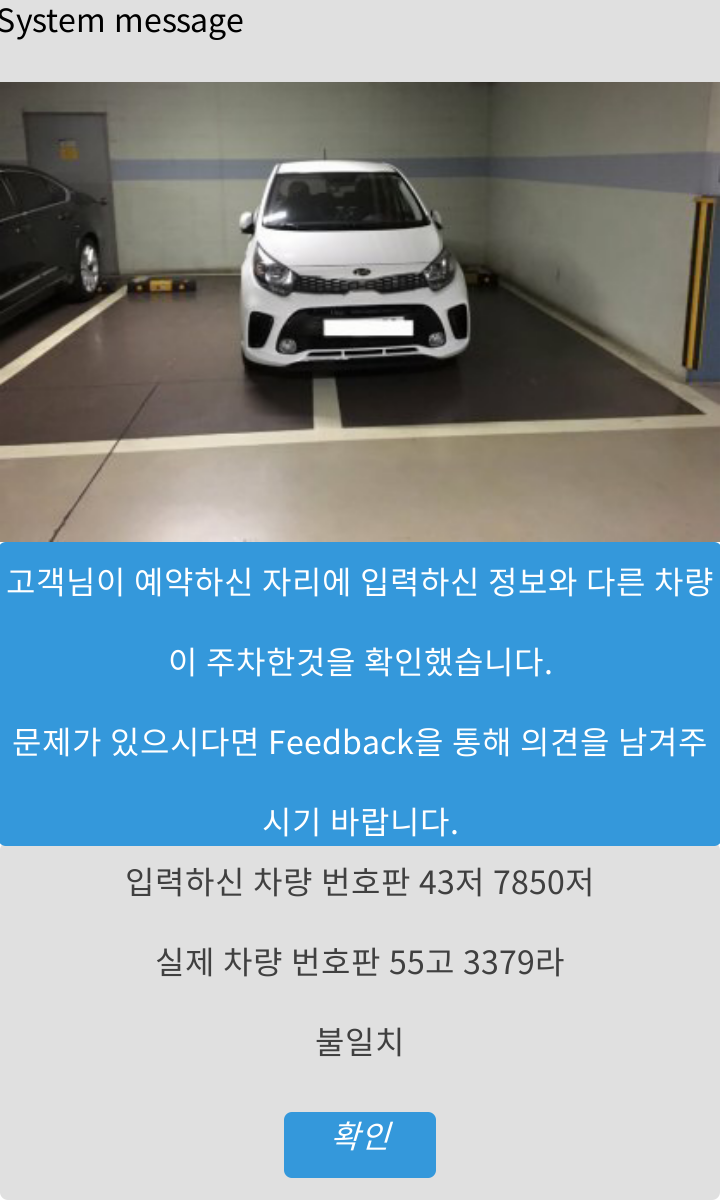 System message
고객님이 예약하신 자리에 입력하신 정보와 다른 차량
이 주차한것을 확인했습니다.
문제가 있으시다면 Feedback을 통해 의견을 남겨주
시기 바랍니다.
입력하신 차량 번호판 43저 7850저
실제 차량 번호판 55고 3379라
불일치
확인